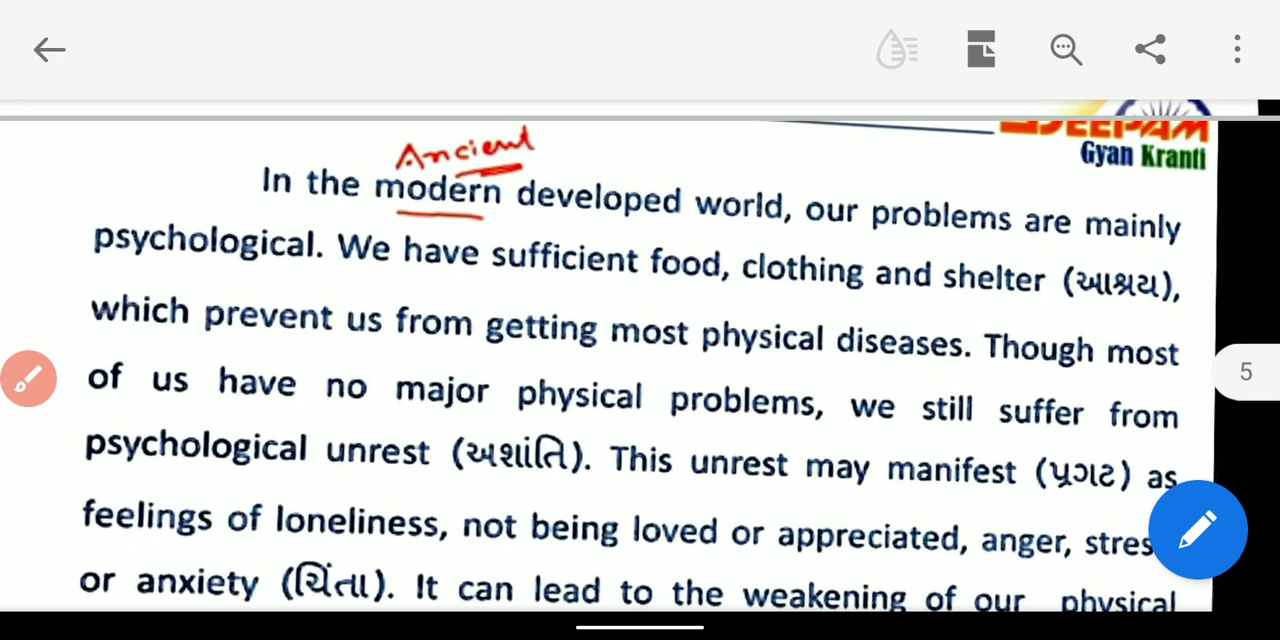 DEEPAM
Gyan Kranti
Ancient
In the modern developed world, our problems are mainly
psychological. We have sufficient food, clothing and shelter (આશ્રય),
which prevent us from getting most physical diseases. Though most
of us have no major physical problems, we still suffer from
psychological unrest (અશાંતિ). This unrest may manifest (પ્રગટ) as
5
feelings of loneliness, not being loved or appreciated, anger, stres
or anxiety (ચિંતા). It can lead to the weakening of our physical